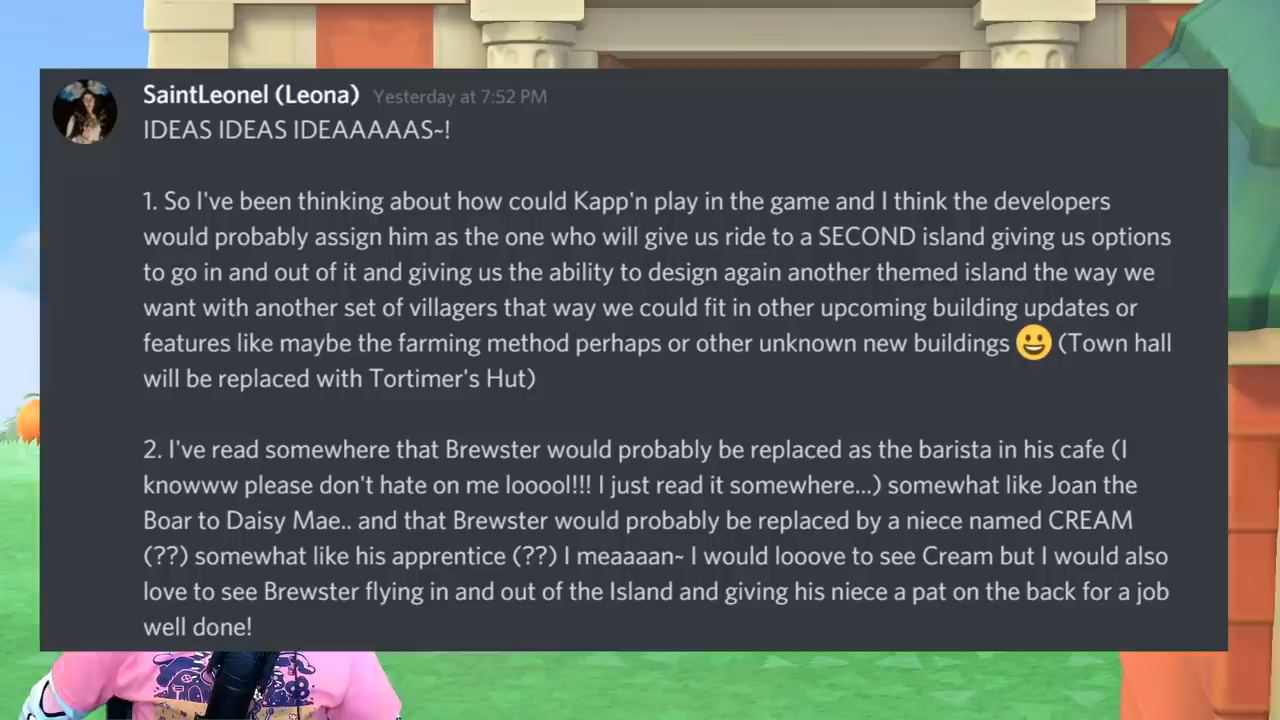 SaintLeonel (Leona) Yesterday at 7:52 PM
IDEAS IDEAS IDEAAAAAS~!
1. So I've been thinking about how could Kapp'n play in the game and I think the developers
would probably assign him as the one who will give us ride to a SECOND island giving us options
to go in and out of it and giving us the ability to design again another themed island the way we
want with another set of villagers that way we could fit in other upcoming building updates or
features like maybe the farming method perhaps or other unknown new buildings 😀 (Town hall
will be replaced with Tortimer's Hut)
2. I've read somewhere that Brewster would probably be replaced as the barista in his cafe (I
knowww please don't hate on me looool!!! I just read it somewhere...) somewhat like Joan the
Boar to Daisy Mae.. and that Brewster would probably be replaced by a niece named CREAM
(??) somewhat like his apprentice (??) I meaaaan~ I would looove to see Cream but I would also
love to see Brewster flying in and out of the Island and giving his niece a pat on the back for a job
well done!